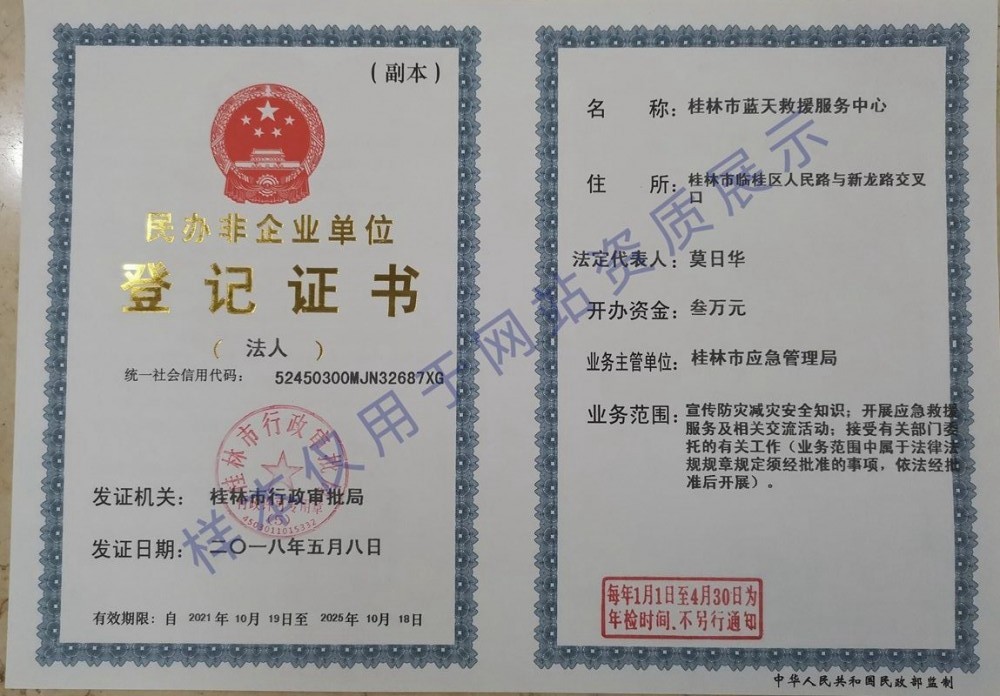 （副本）
民办非企业单位
登记证书
（ 法人 ）
统一社会信用代码： 52450300MJN32687XG
桂林市行政审批局
4503011015332
发证机关： 桂林市行政审批局
发证日期： 二〇一八年五月八日
有效期限：自 2021年 10月 19日至 2025年 10月 18日
名 称：桂林市蓝天救援服务中心
住 所：桂林市临桂区人民路与新龙路交叉
口
法定代表人：莫日华
开办资金：叁万元
业务主管单位：桂林市应急管理局
业务范围：宣传防灾减灾安全知识；开展应急救援
服务及相关交流活动；接受有关部门委
托的有关工作（业务范围中属于法律法
规规章规定须经批准的事项，依法经批
准后开展）。
每年1月1日至4月30日为
年检时间.不另行通知
中华人民共和国民政部监制
样本仅用于网站资质展示